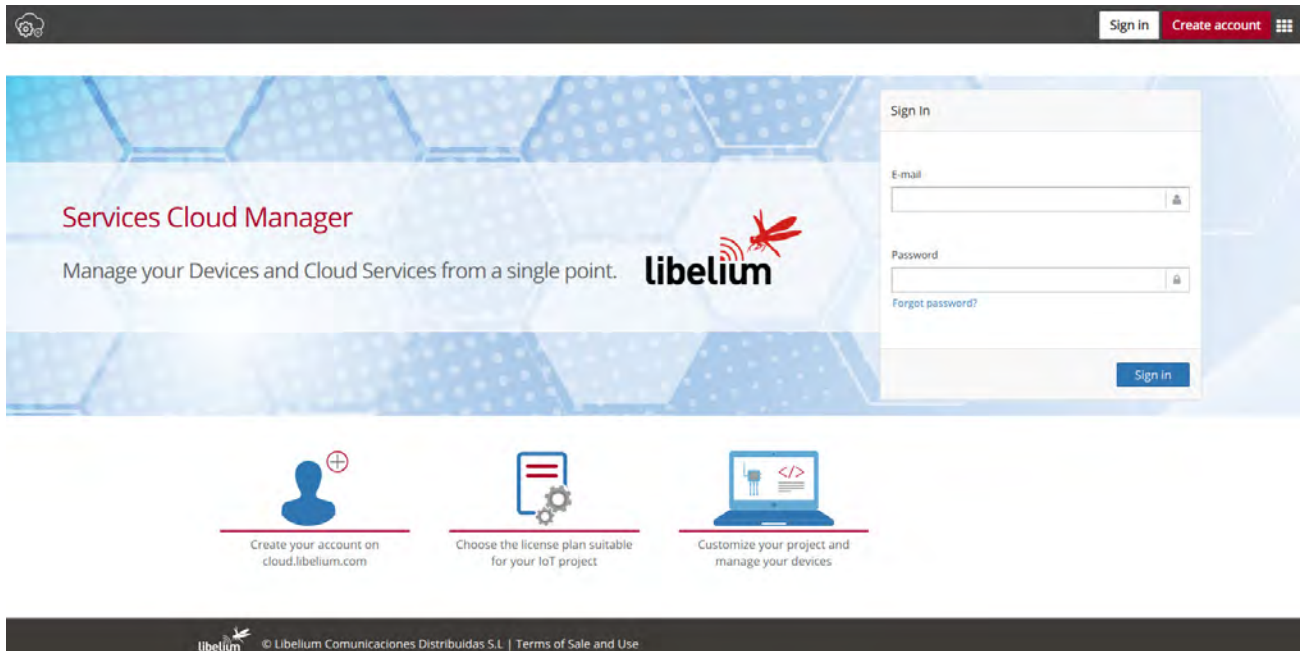 Sign in
Create account
Sign In
E-mail
Services Cloud Manager
Manage your Devices and Cloud Services from a single point.
libelium
Password
Forgot password?
Sign in
</>
Create your account on
cloud.libelium.com
Choose the license plan suitable
for your IoT project
Customize your project and
manage your devices
libelium
© Libelium Comunicaciones Distribuidas S.L | Terms of Sale and Use